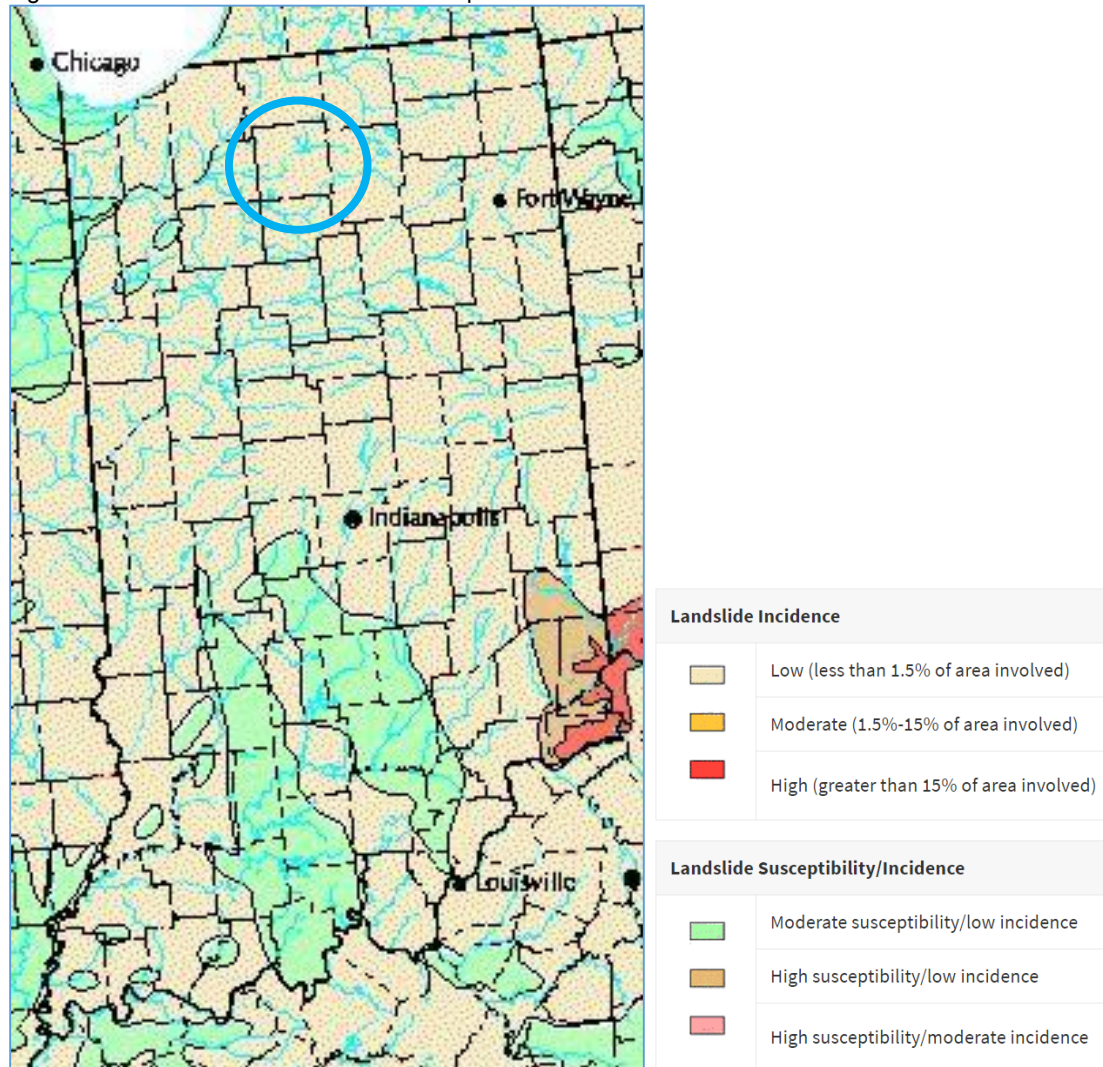 Chicago
Fort Wayne
Indianapolis
Louisville
Landslide Incidence
Low (less than 1.5% of area involved)
Moderate (1.5%-15% of area involved)
High (greater than 15% of area involved)
Landslide Susceptibility/Incidence
Moderate susceptibility/low incidence
High susceptibility/low incidence
High susceptibility/moderate incidence